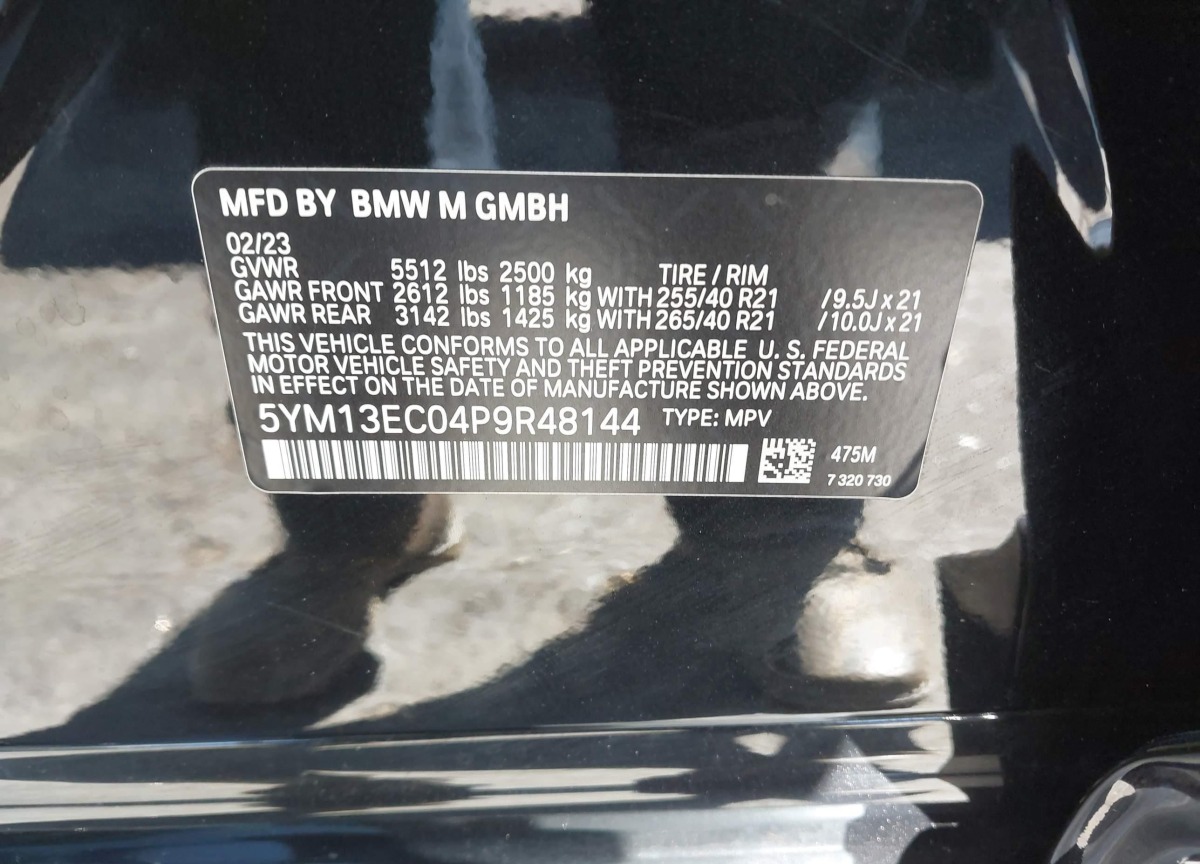 MFD BY BMW M GMBH
02/23
GVWR 5512 lbs 2500 kg TIRE / RIM
GAWR FRONT 2612 lbs 1185 kg WITH 255/40 R21 /9.5J x 21
GAWR REAR 3142 lbs 1425 kg WITH 265/40 R21 /10.0J x 21
THIS VEHICLE CONFORMS TO ALL APPLICABLE U. S. FEDERAL
MOTOR VEHICLE SAFETY AND THEFT PREVENTION STANDARDS
IN EFFECT ON THE DATE OF MANUFACTURE SHOWN ABOVE.
5YM13EC04P9R48144 TYPE: MPV
475M
7 320 730